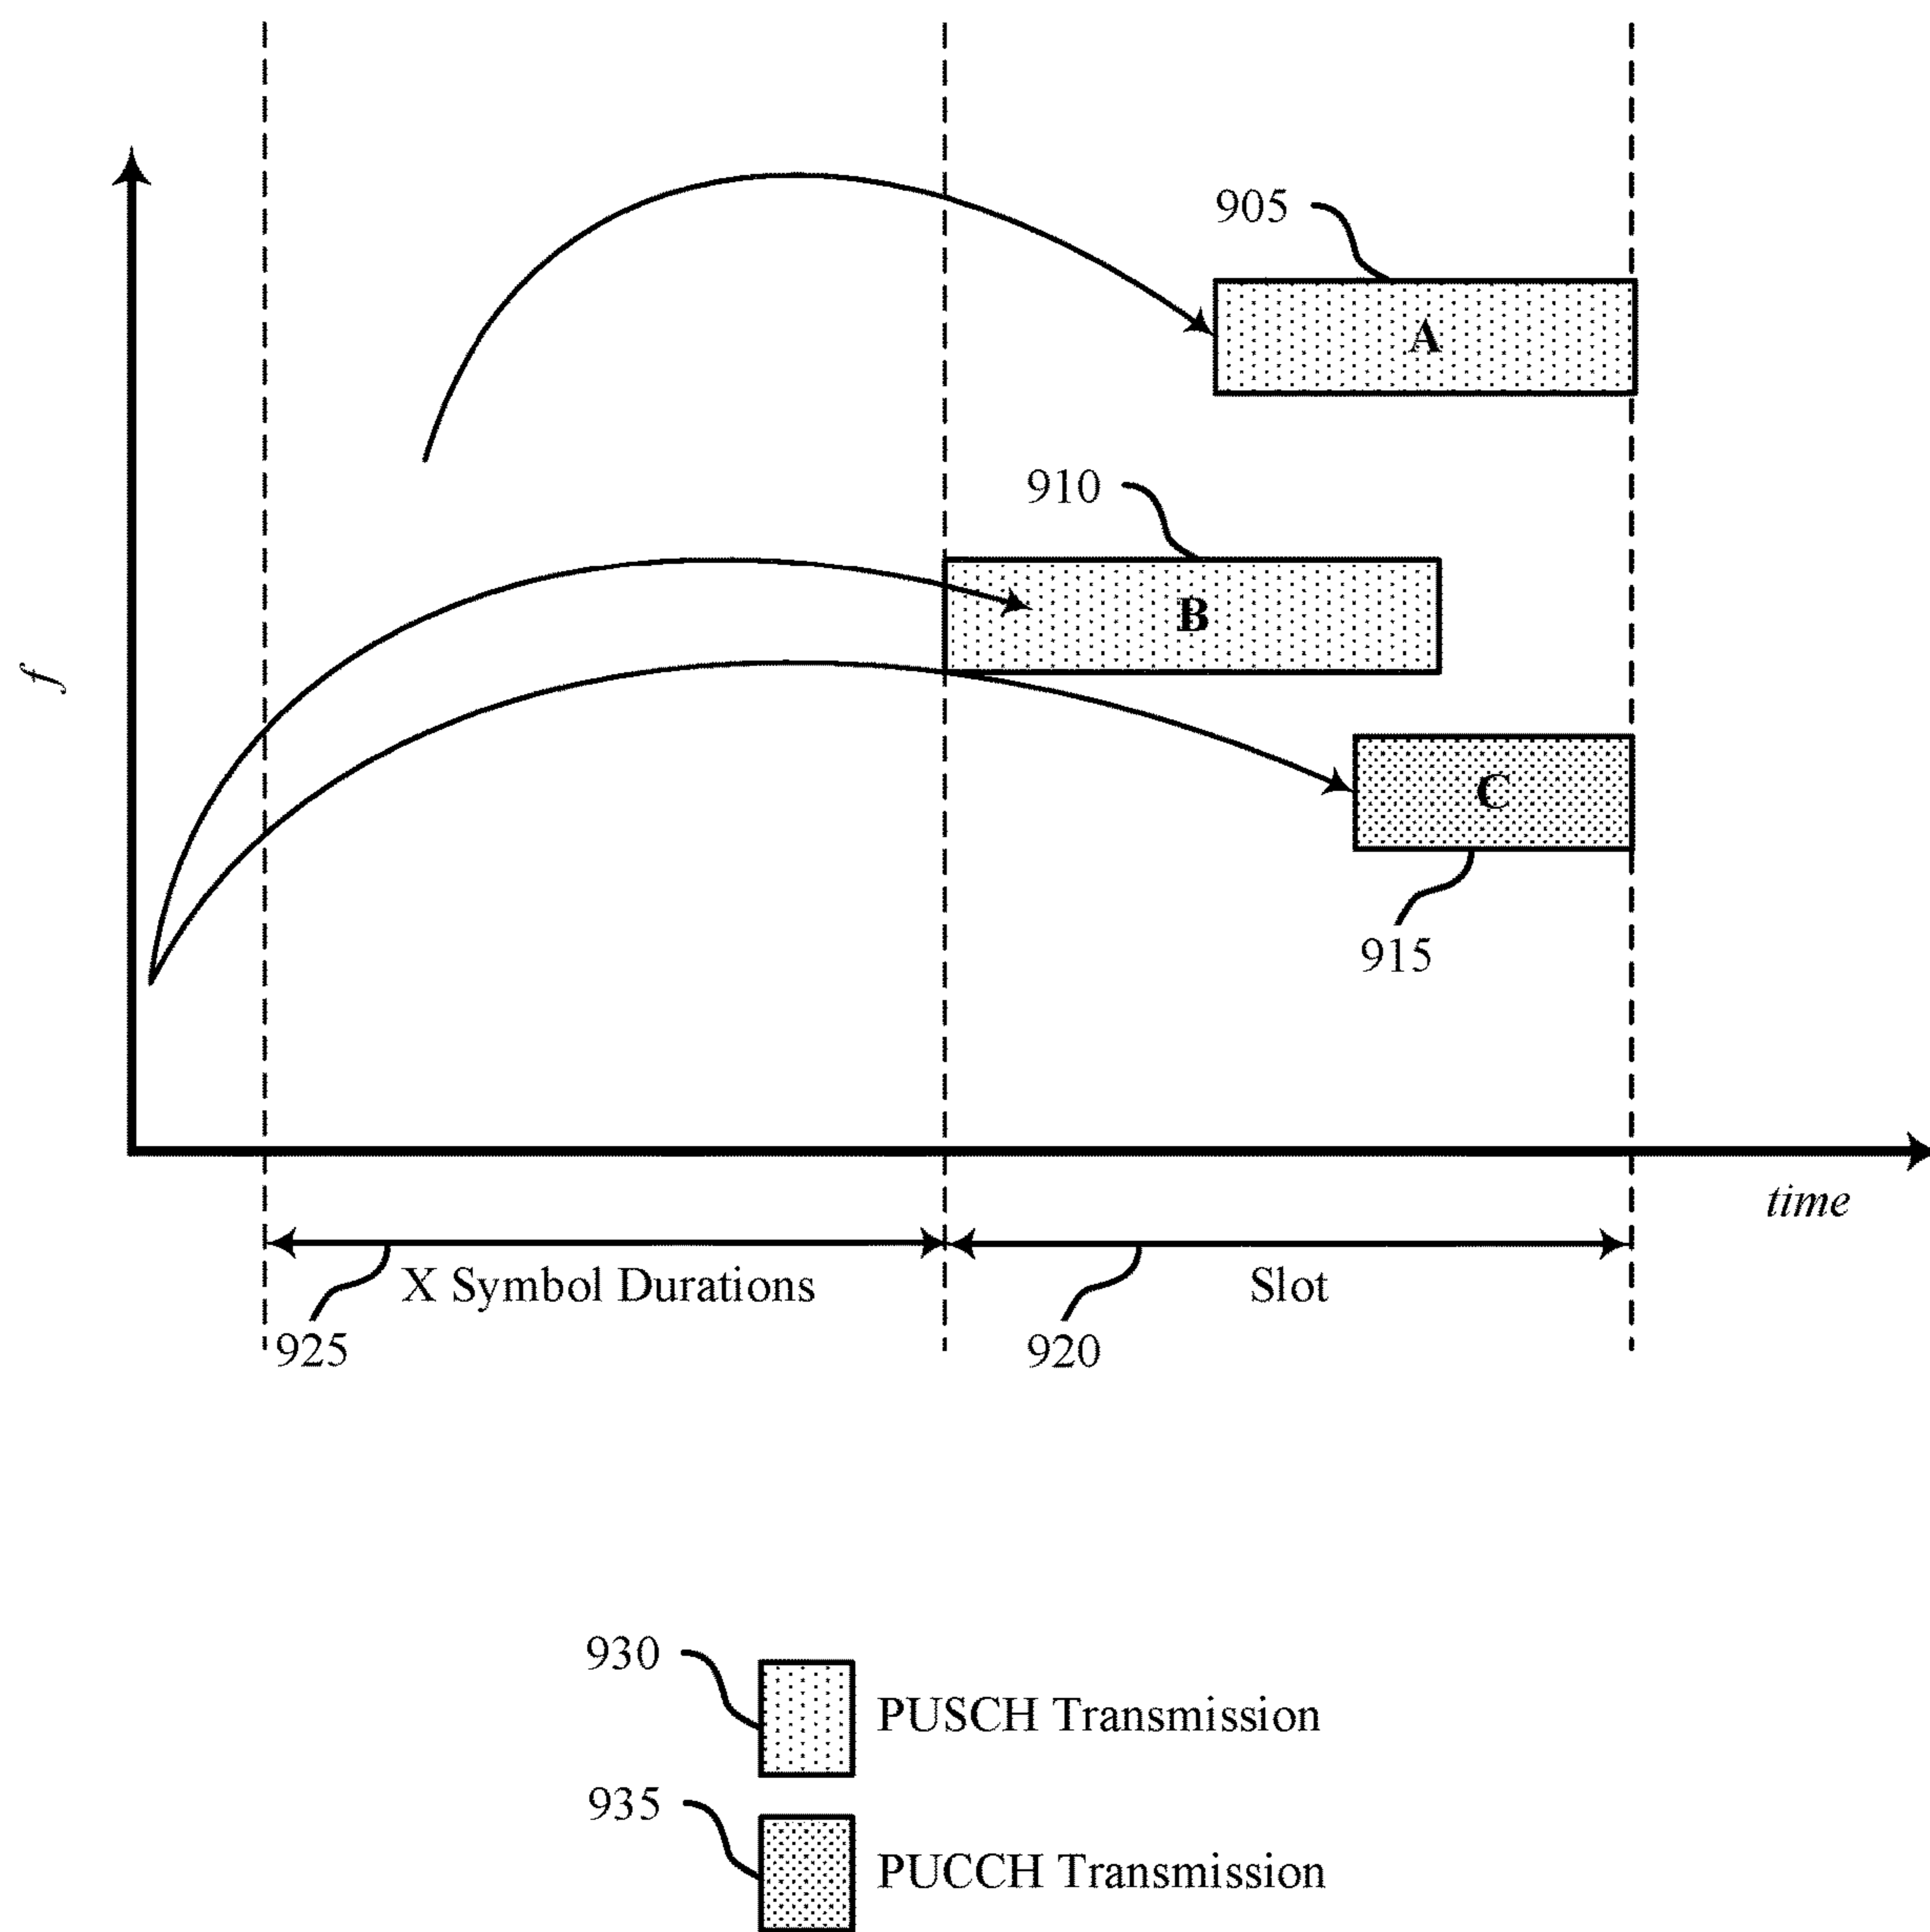 905
A
910
f
B
C
915
time
X Symbol Durations
Slot
925
920
930
PUSCH Transmission
935
PUCCH Transmission